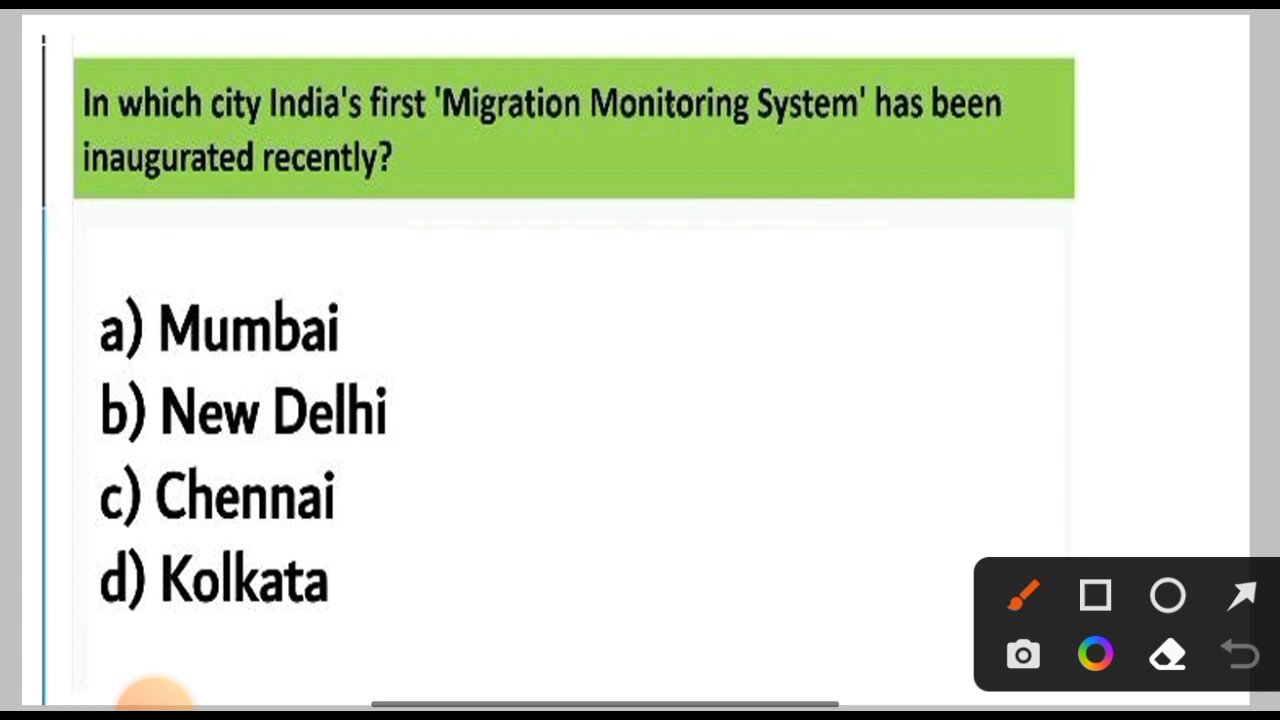 In which city India's first 'Migration Monitoring System' has been
inaugurated recently?
a) Mumbai
b) New Delhi
c) Chennai
d) Kolkata